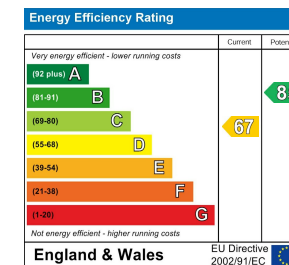 Energy Efficiency Rating
Current
Very energy efficient - lower running costs
(92 plus) A
(81-91) B
(69-80) C
(55-68) D
(39-54) E
(21-38) F
(1-20) G
67
Not energy efficient - higher running costs
England & Wales
EU Directive
2002/91/EC